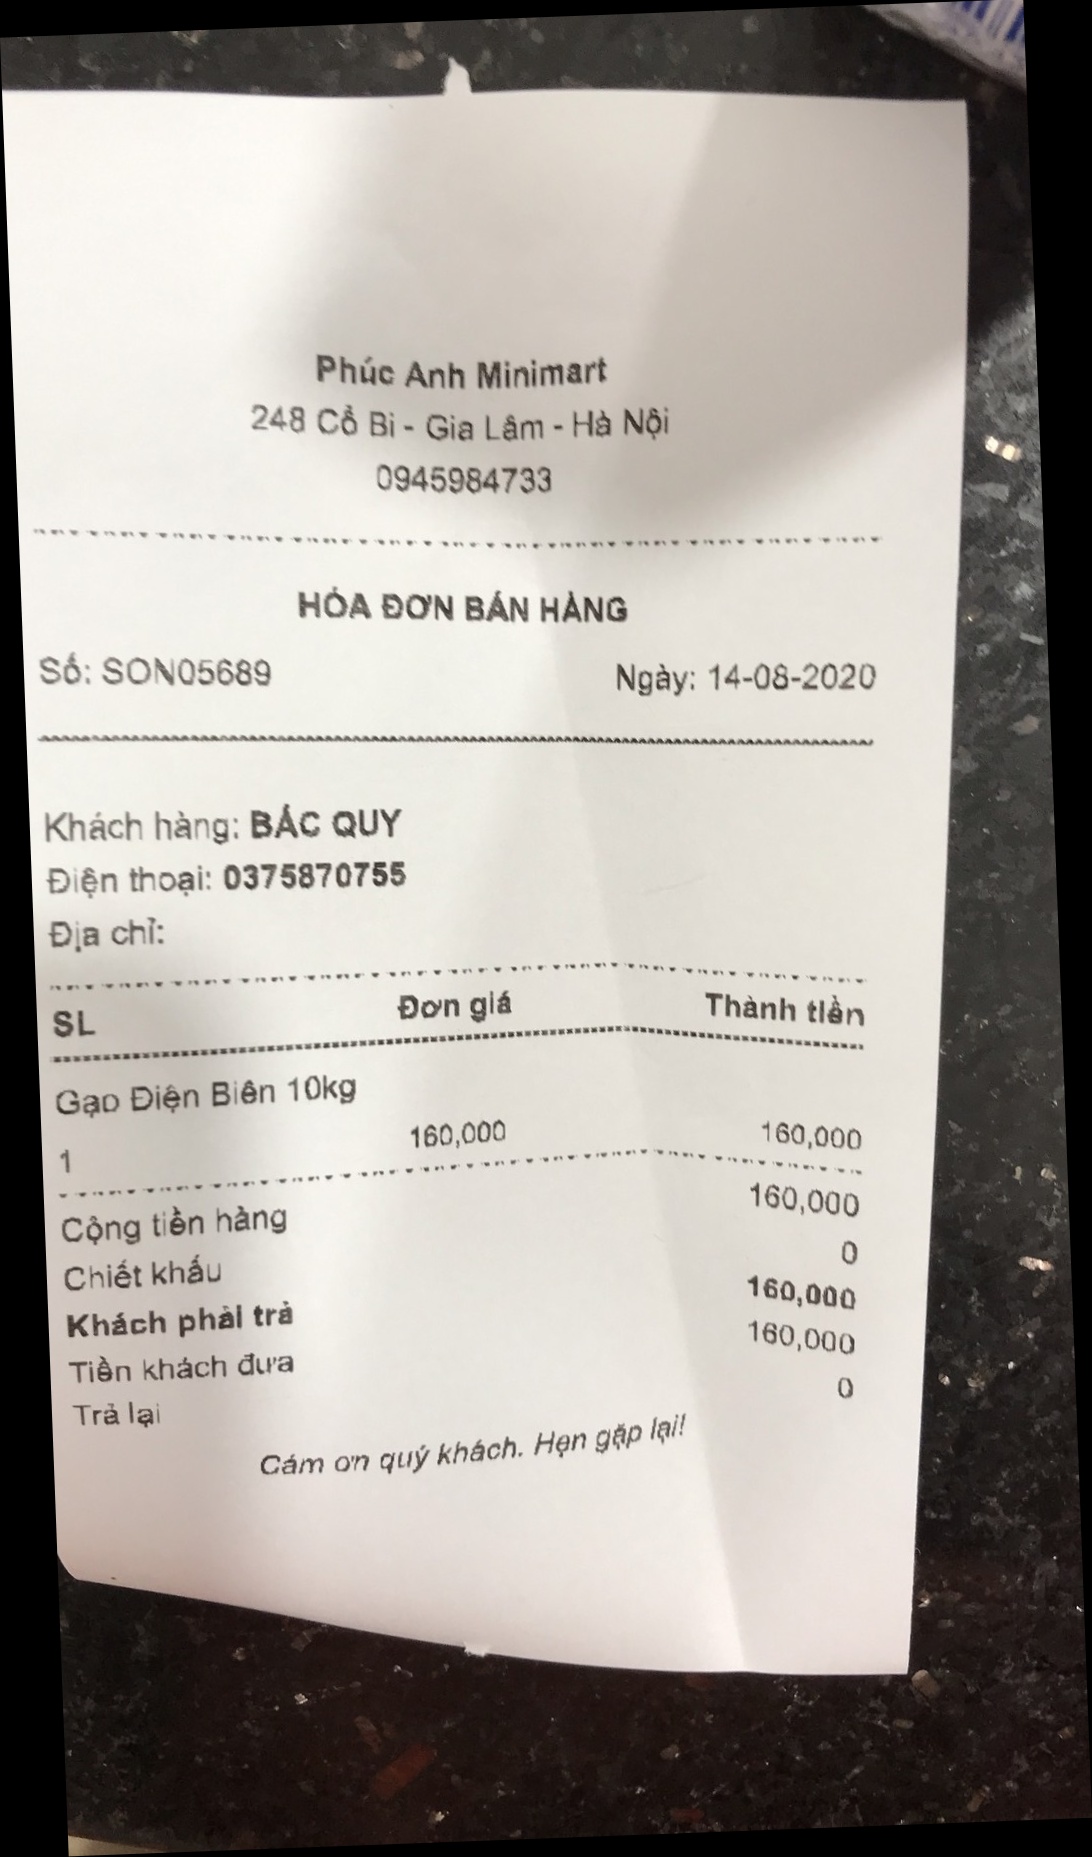 Phúc Anh Minimart
248 Cổ Bi - Gia Lâm - Hà Nội
0945984733
HÓA ĐƠN BÁN HÀNG
Số: SON05689 Ngày: 14-08-2020
Khách hàng: BÁC QUY
Điện thoại: 0375870755
Địa chỉ:
SL Đơn giá Thành tiền
Gạo Điện Biên 10kg
1 160,000 160,000
Cộng tiền hàng 160,000
Chiết khấu 0
Khách phải trả 160,000
Tiền khách đưa 160,000
Trả lại 0
Cám ơn quý khách. Hẹn gặp lại!